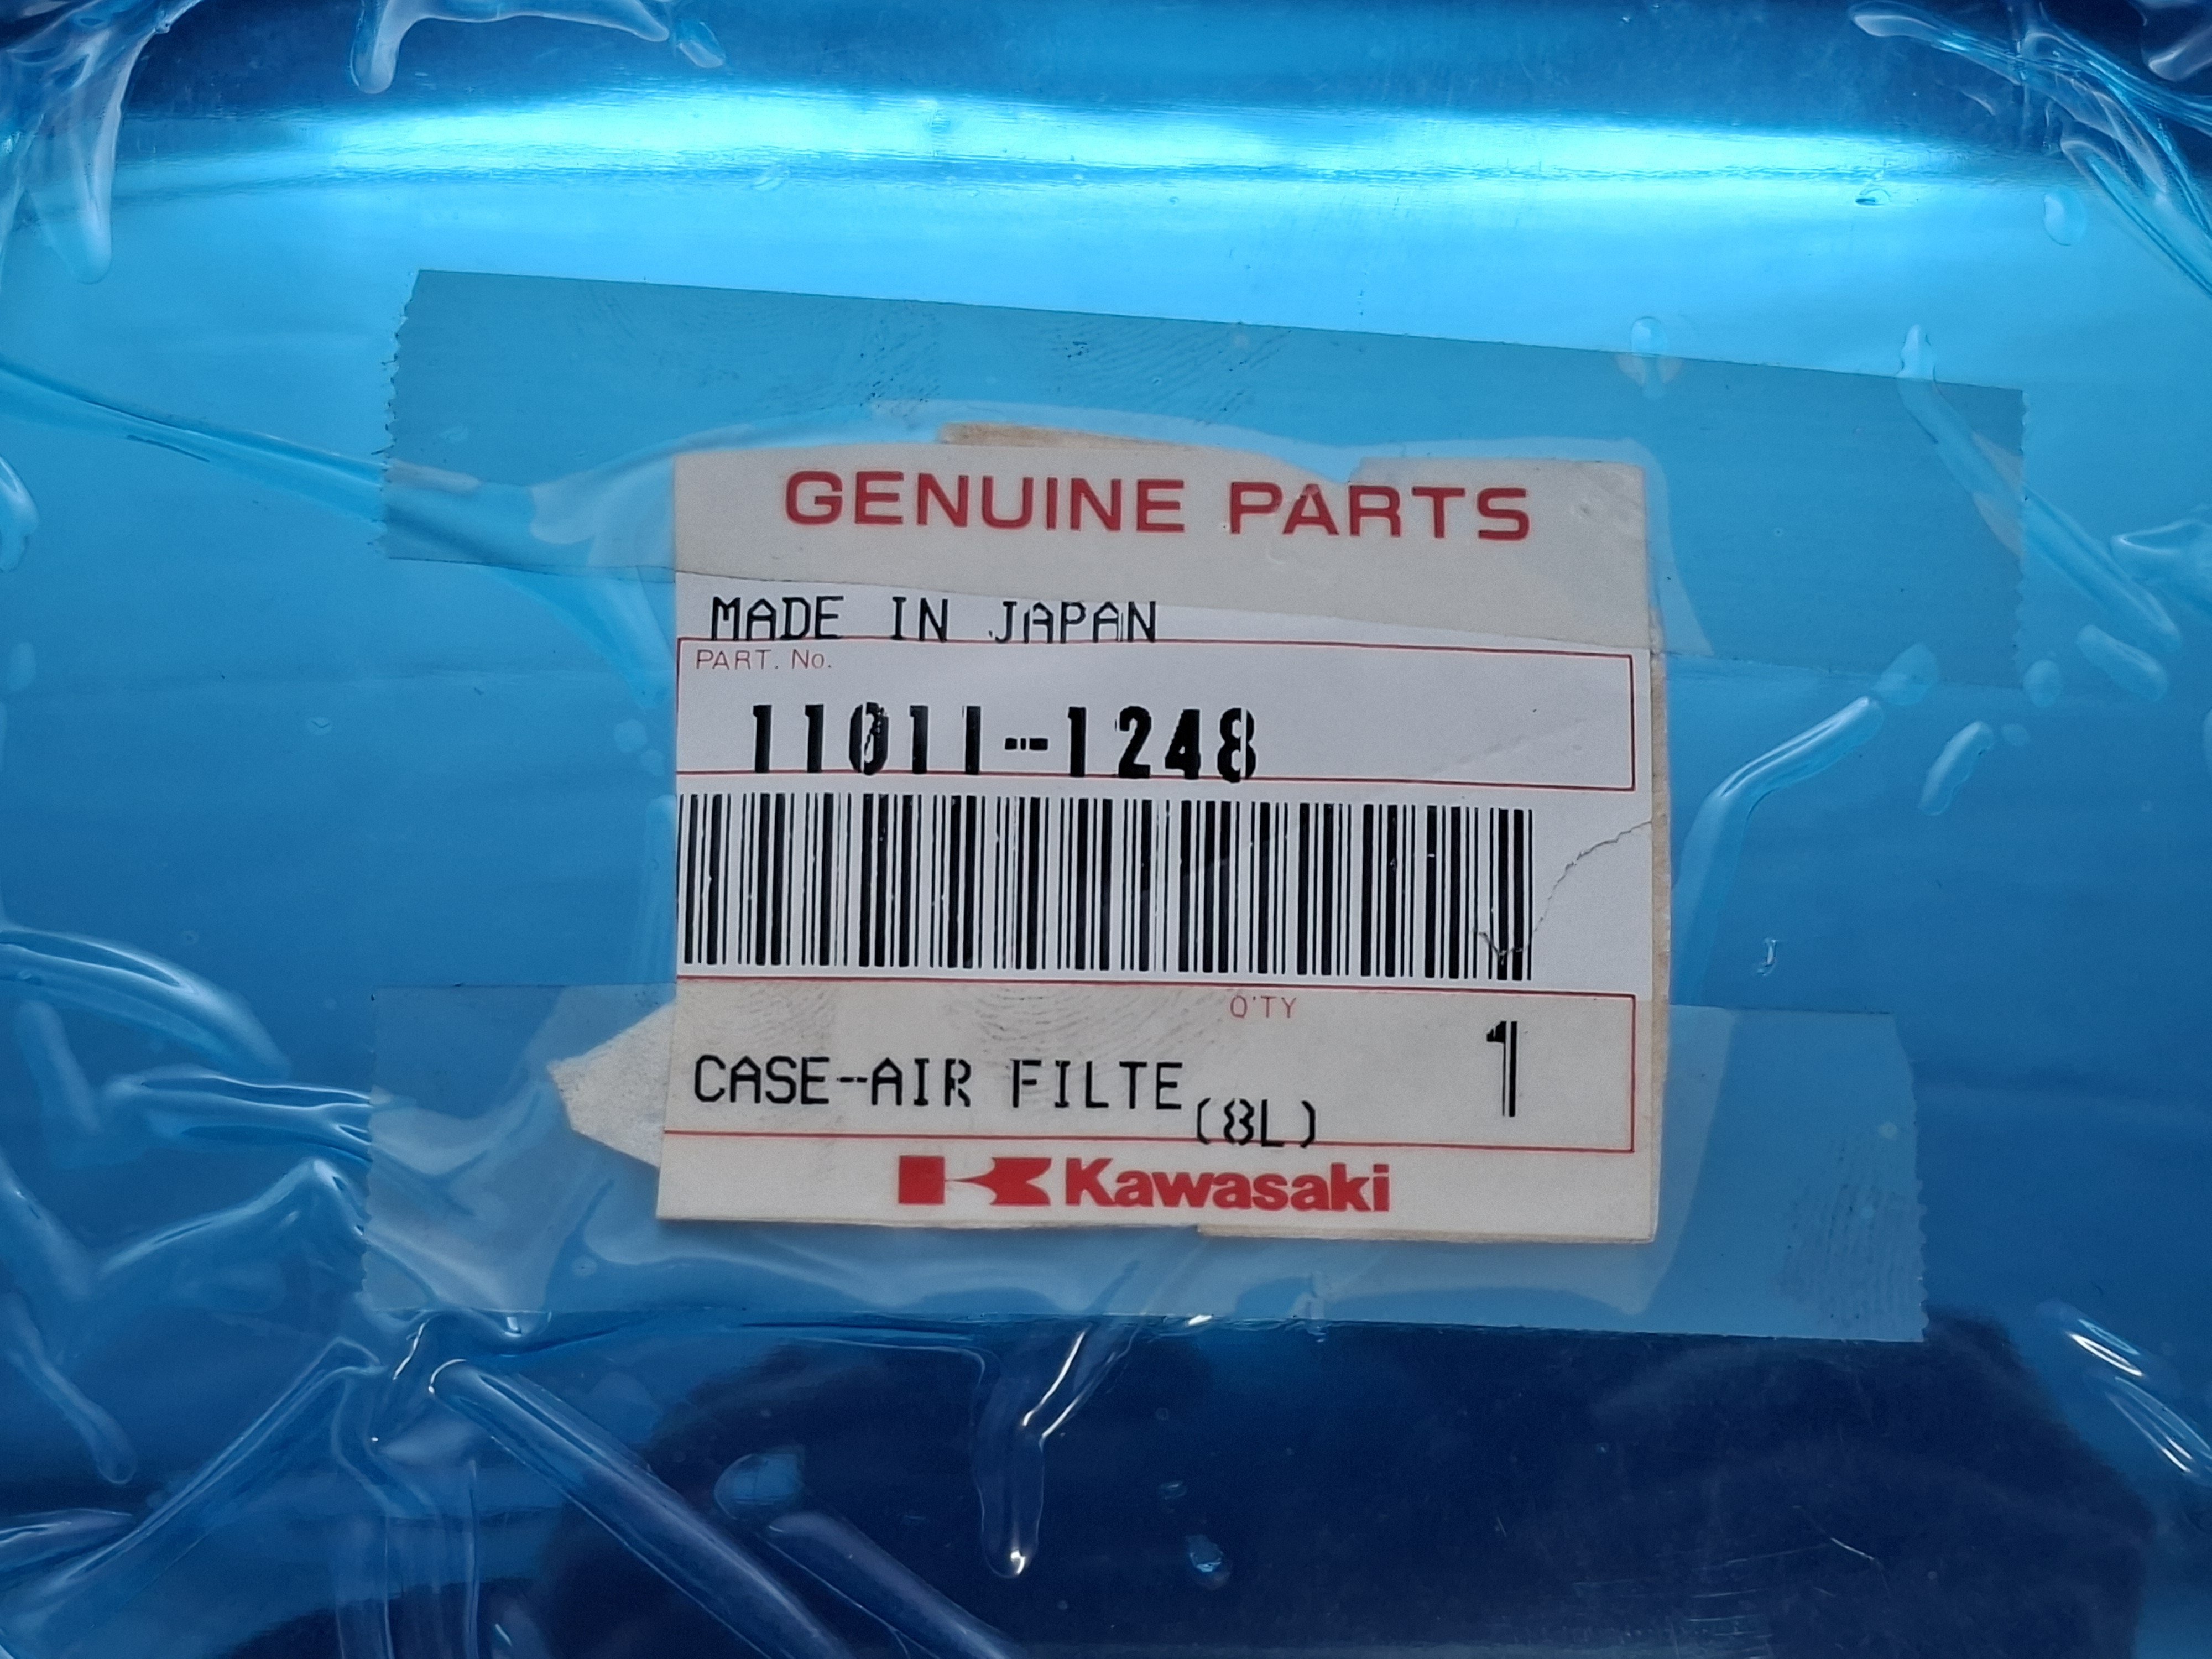 GENUINE PARTS
MADE IN JAPAN
PART. No.
11011-1248
Q'TY
CASE-AIR FILTE(8L) 1
Kawasaki